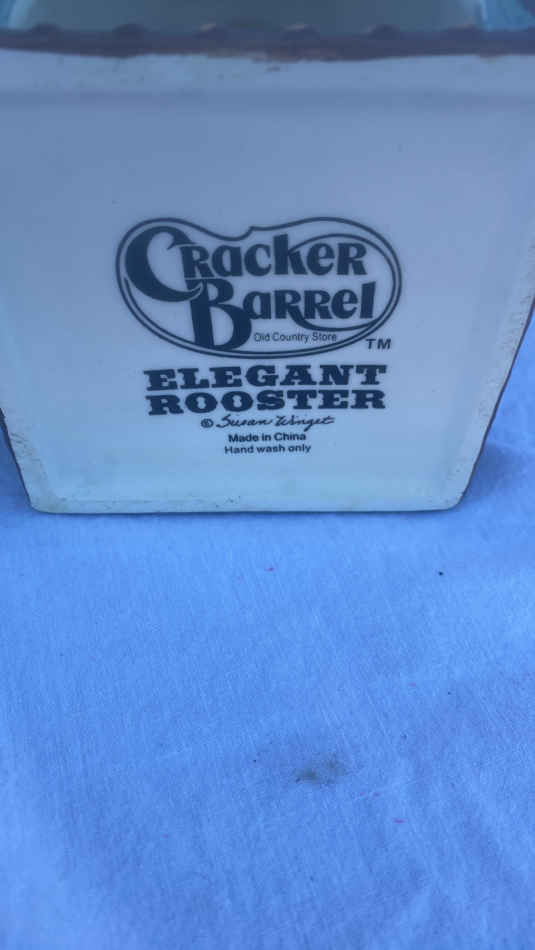 Cracker
Barrel
Old Country Store
TM
ELEGANT
ROOSTER
© Susan Winget
Made in China
Hand wash only